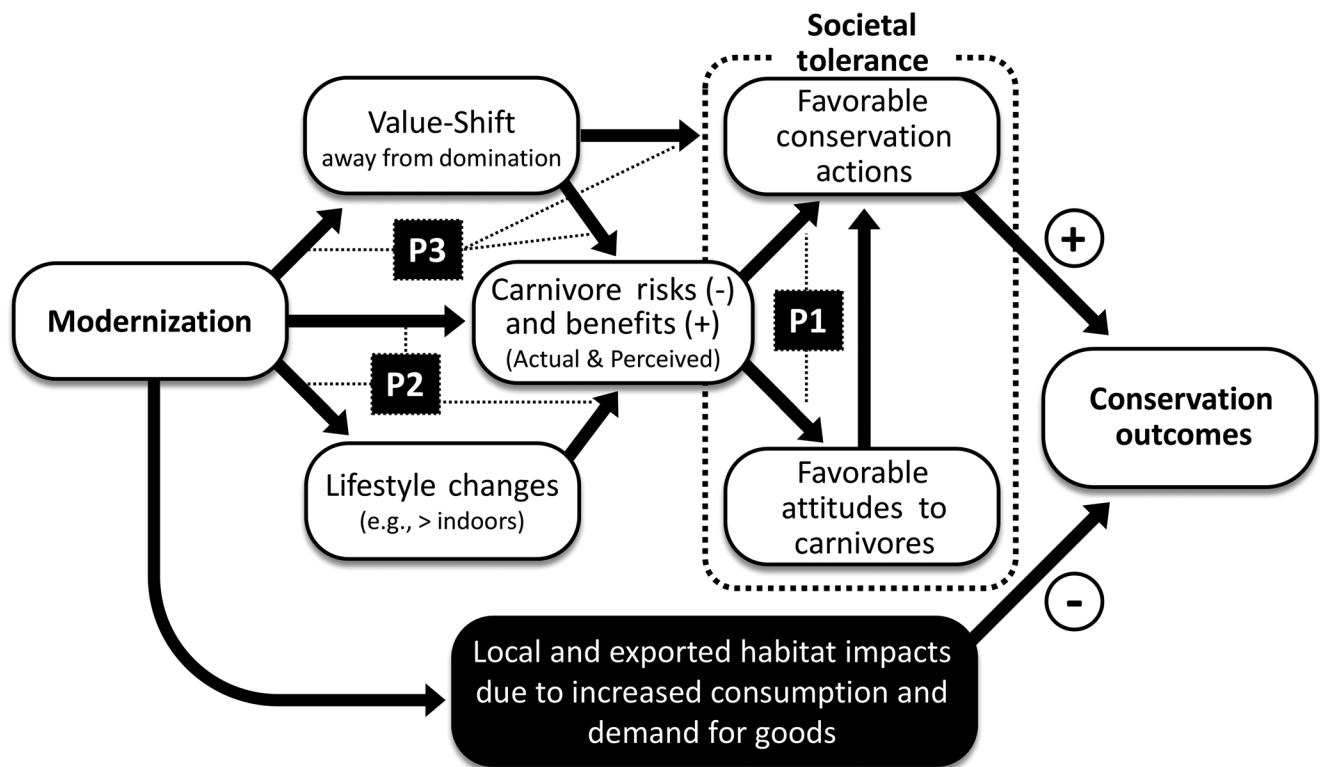 Societal
tolerance
Value-Shift
away from domination
Favorable
conservation
actions
P3
+
Modernization
Carnivore risks (-)
and benefits (+)
(Actual & Perceived)
P1
P2
Conservation
outcomes
Lifestyle changes
(e.g., > indoors)
Favorable
attitudes to
carnivores
-
Local and exported habitat impacts
due to increased consumption and
demand for goods